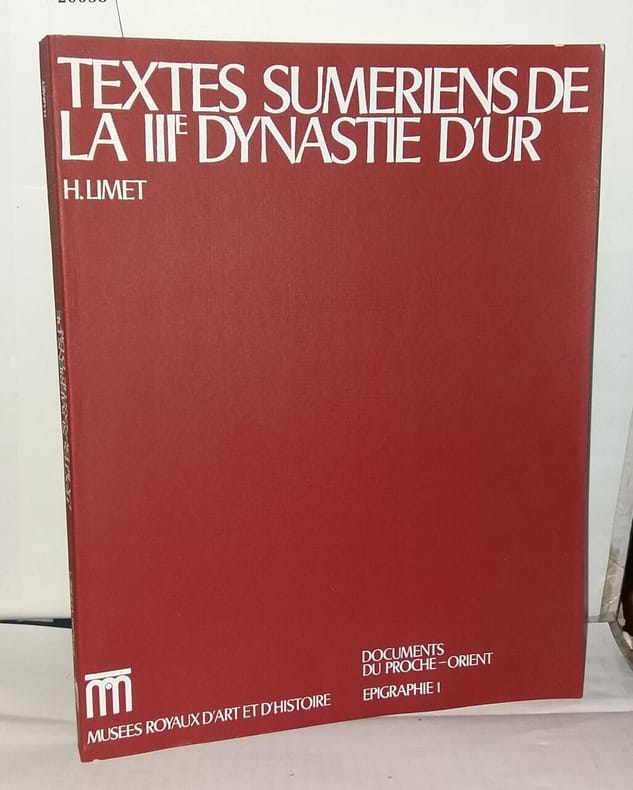 TEXTES SUMERIENS DE
LA IIIE DYNASTIE D'UR
H. LIMET
DOCUMENTS
DU PROCHE-ORIENT
EPIGRAPHIE 1
MUSEES ROYAUX D'ART ET D'HISTOIRE
H. LIMET